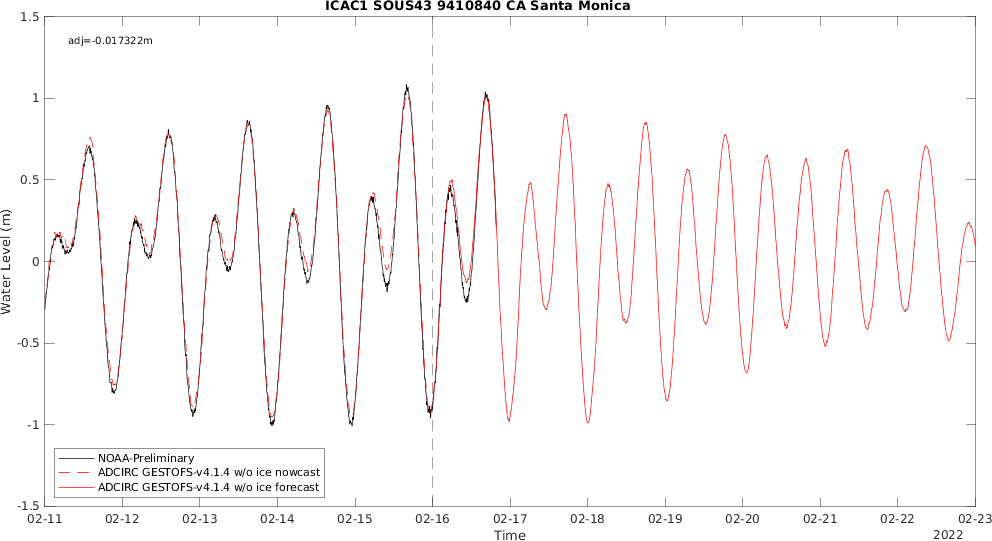 ICAC1 SOUS43 9410840 CA Santa Monica
adj=-0.017322m
1.5
1
0.5
0
-0.5
-1
-1.5
Water Level (m)
NOAA-Preliminary
ADCIRC GESTOFS-v4.1.4 w/o ice nowcast
ADCIRC GESTOFS-v4.1.4 w/o ice forecast
02-11 02-12 02-13 02-14 02-15 02-16 02-17 02-18 02-19 02-20 02-21 02-22 02-23
Time
2022